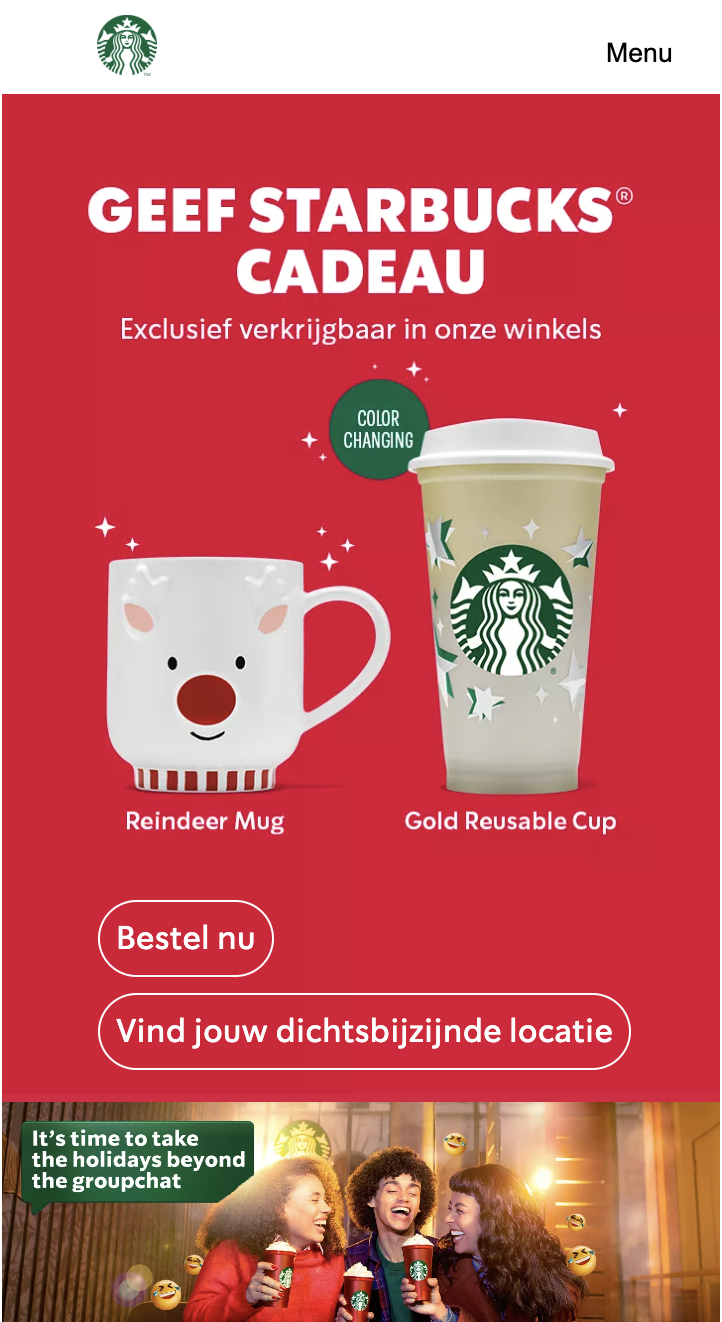 Menu
GEEF STARBUCKS®
CADEAU
Exclusief verkrijgbaar in onze winkels
COLOR
CHANGING
Reindeer Mug
Gold Reusable Cup
Bestel nu
Vind jouw dichtsbijzijnde locatie
It's time to take
the holidays beyond
the groupchat